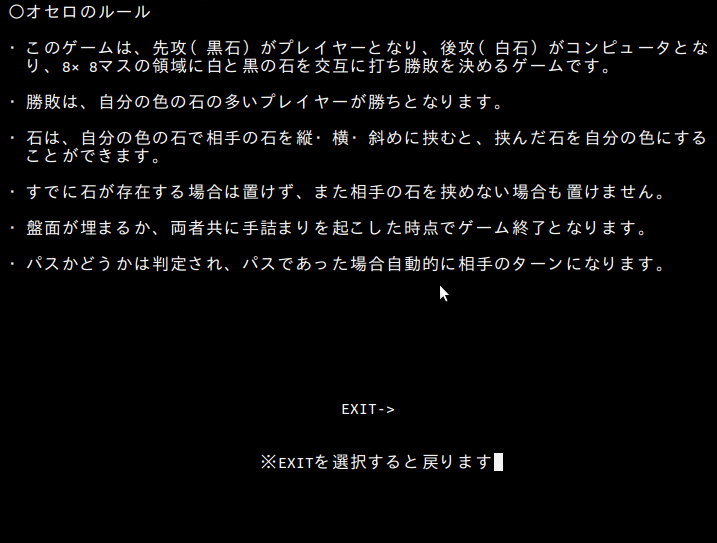 ○オセロのルール
・このゲームは、先攻(黒石)がプレイヤーとなり、後攻(白石)がコンピュータとな
り、8×8マスの領域に白と黒の石を交互に打ち勝敗を決めるゲームです。
・勝敗は、自分の色の石の多いプレイヤーが勝ちとなります。
・石は、自分の色の石で相手の石を縦・横・斜めに挟むと、挟んだ石を自分の色にする
ことができます。
・すでに石が存在する場合は置けず、また相手の石を挟めない場合も置けません。
・盤面が埋まるか、両者共に手詰まりを起こした時点でゲーム終了となります。
・パスかどうかは判定され、パスであった場合自動的に相手のターンになります。
EXIT->
※EXITを選択すると戻ります